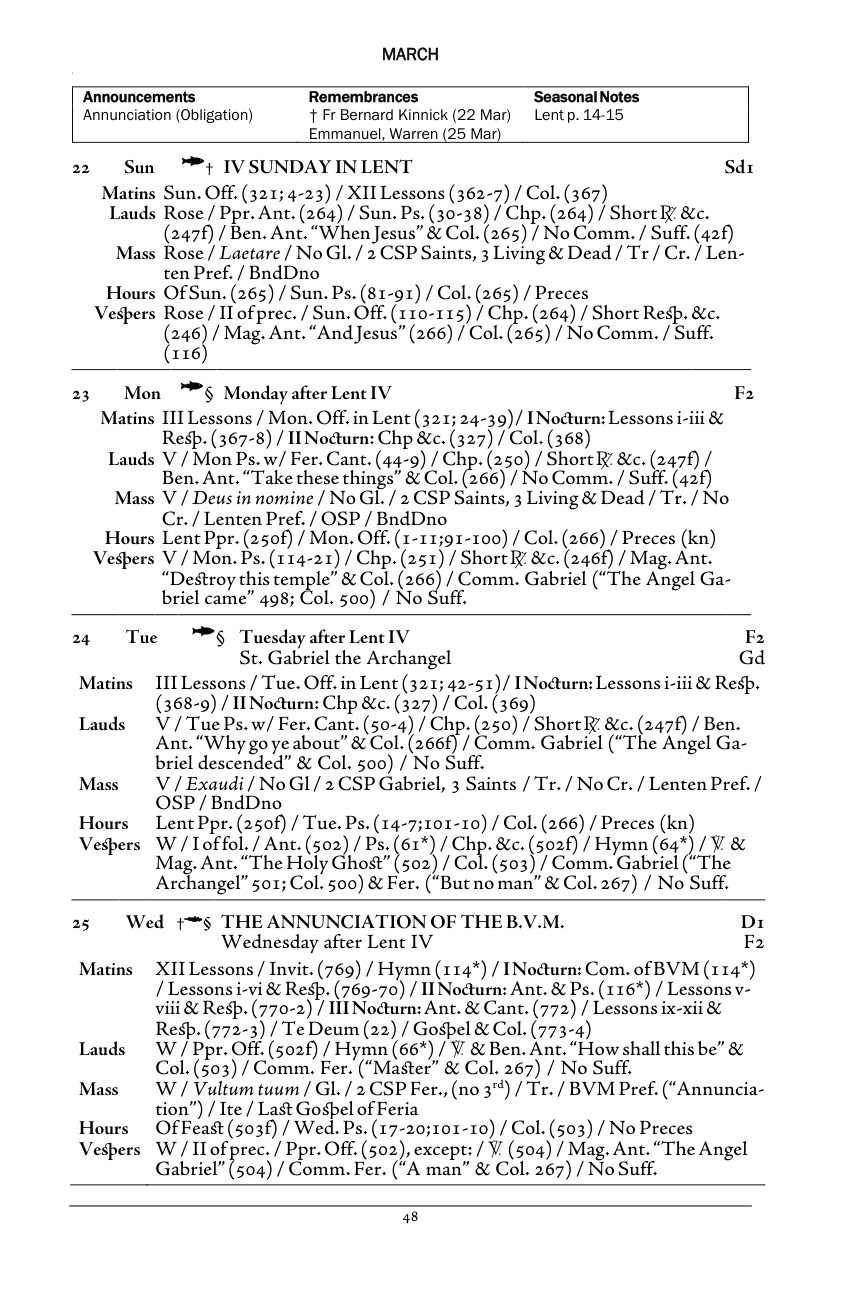 MARCH
Announcements Remembrances Seasonal Notes
Annunciation (Obligation) † Fr Bernard Kinnick (22 Mar) Lent p. 14-15
Emmanuel, Warren (25 Mar)
22 Sun † IV SUNDAY IN LENT Sd1
Matins Sun. Off. (321; 4-23) / XII Lessons (362-7) / Col. (367)
Lauds Rose / Ppr. Ant. (264) / Sun. Ps. (30-38) / Chp. (264) / Short ℟℣. &c.
(247f) / Ben. Ant. “When Jesus” & Col. (265) / No Comm. / Suff. (42f)
Mass Rose / Laetare / No Gl. / 2 CSP Saints, 3 Living & Dead / Tr / Cr. / Len-
ten Pref. / BndDno
Hours Of Sun. (265) / Sun. Ps. (81-91) / Col. (265) / Preces
Vespers Rose / II of prec. / Sun. Off. (110-115) / Chp. (264) / Short Resp. &c.
(246) / Mag. Ant. “And Jesus” (266) / Col. (265) / No Comm. / Suff.
(116)
23 Mon § Monday after Lent IV F2
Matins III Lessons / Mon. Off. in Lent (321; 24-39)/ I Nocturn: Lessons i-iii &
Resp. (367-8) / II Nocturn: Chp &c. (327) / Col. (368)
Lauds V / Mon Ps. w/ Fer. Cant. (44-9) / Chp. (250) / Short ℟℣. &c. (247f) /
Ben. Ant. “Take these things” & Col. (266) / No Comm. / Suff. (42f)
Mass V / Deus in nomine / No Gl. / 2 CSP Saints, 3 Living & Dead / Tr. / No
Cr. / Lenten Pref. / OSP / BndDno
Hours Lent Ppr. (250f) / Mon. Off. (1-11;91-100) / Col. (266) / Preces (kn)
Vespers V / Mon. Ps. (114-21) / Chp. (251) / Short ℟℣. &c. (246f) / Mag. Ant.
“Destroy this temple” & Col. (266) / Comm. Gabriel (“The Angel Ga-
briel came” 498; Col. 500) / No Suff.
24 Tue § Tuesday after Lent IV F2
St. Gabriel the Archangel Gd
Matins III Lessons / Tue. Off. in Lent (321; 42-51)/ I Nocturn: Lessons i-iii & Resp.
(368-9) / II Nocturn: Chp &c. (327) / Col. (369)
Lauds V / Tue Ps. w/ Fer. Cant. (50-4) / Chp. (250) / Short ℟℣. &c. (247f) / Ben.
Ant. “Why go ye about” & Col. (266f) / Comm. Gabriel (“The Angel Ga-
briel descended” & Col. 500) / No Suff.
Mass V / Exaudi / No Gl / 2 CSP Gabriel, 3 Saints / Tr. / No Cr. / Lenten Pref. /
OSP / BndDno
Hours Lent Ppr. (250f) / Tue. Ps. (14-7;101-10) / Col. (266) / Preces (kn)
Vespers W / I of fol. / Ant. (502) / Ps. (61*) / Chp. &c. (502f) / Hymn (64*) / ℣. &
Mag. Ant. “The Holy Ghost” (502) / Col. (503) / Comm. Gabriel (“The
Archangel” 501; Col. 500) & Fer. (“But no man” & Col. 267) / No Suff.
25 Wed † § THE ANNUNCIATION OF THE B.V.M. D1
Wednesday after Lent IV F2
Matins XII Lessons / Invit. (769) / Hymn (114*) / I Nocturn: Com. of BVM (114*)
/ Lessons i-vi & Resp. (769-70) / II Nocturn: Ant. & Ps. (116*) / Lessons v-
viii & Resp. (770-2) / III Nocturn: Ant. & Cant. (772) / Lessons ix-xii &
Resp. (772-3) / Te Deum (22) / Gospel & Col. (773-4)
Lauds W / Ppr. Off. (502f) / Hymn (66*) / ℣. & Ben. Ant. “How shall this be” &
Col. (503) / Comm. Fer. (“Master” & Col. 267) / No Suff.
Mass W / Vultum tuum / Gl. / 2 CSP Fer., (no 3rd) / Tr. / BVM Pref. (“Annuncia-
tion”) / Ite / Last Gospel of Feria
Hours Of Feast (503f) / Wed. Ps. (17-20;101-10) / Col. (503) / No Preces
Vespers W / II of prec. / Ppr. Off. (502), except: / ℣. (504) / Mag. Ant. “The Angel
Gabriel” (504) / Comm. Fer. (“A man” & Col. 267) / No Suff.
48